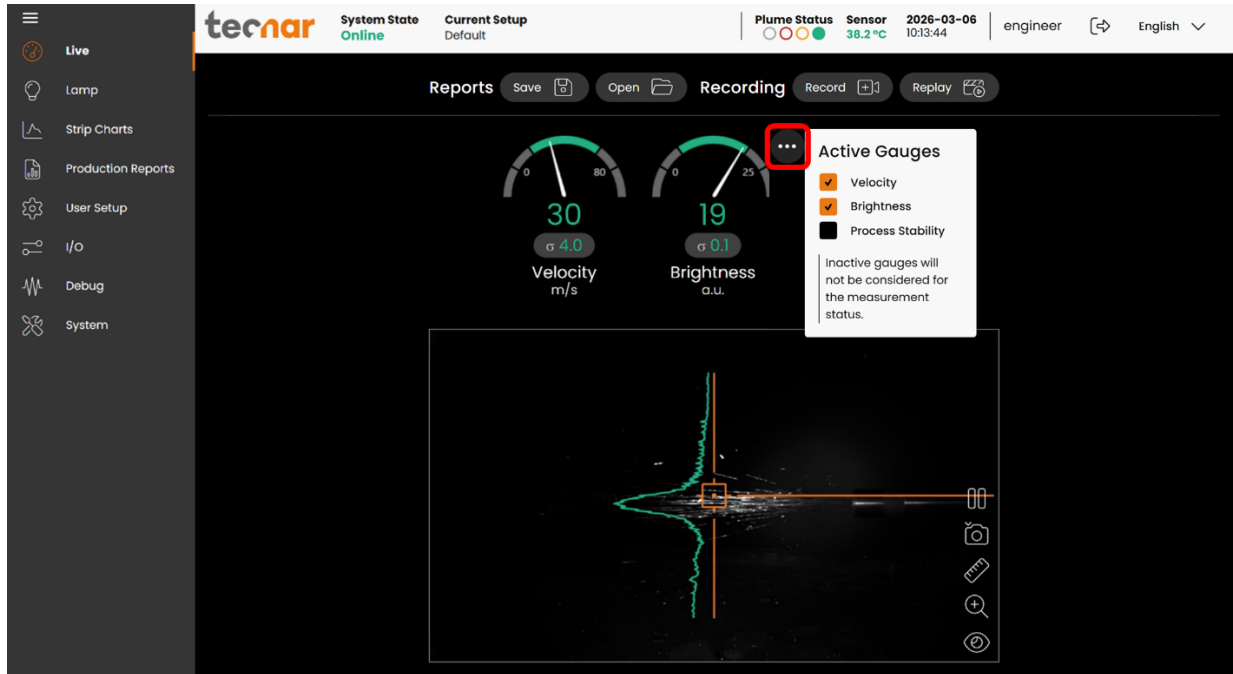 tecnar
System State
Online
Current Setup
Default
Plume Status
Sensor
38.2 °C
2026-03-06
10:13:44
engineer
English
Live
Lamp
Strip Charts
Production Reports
User Setup
I/O
Debug
System
Reports
Save
Open
Recording
Record
Replay
0
80
30
σ 4.0
Velocity
m/s
0
25
19
σ 0.1
Brightness
a.u.
Active Gauges
Velocity
Brightness
Process Stability
Inactive gauges will
not be considered for
the measurement
status.